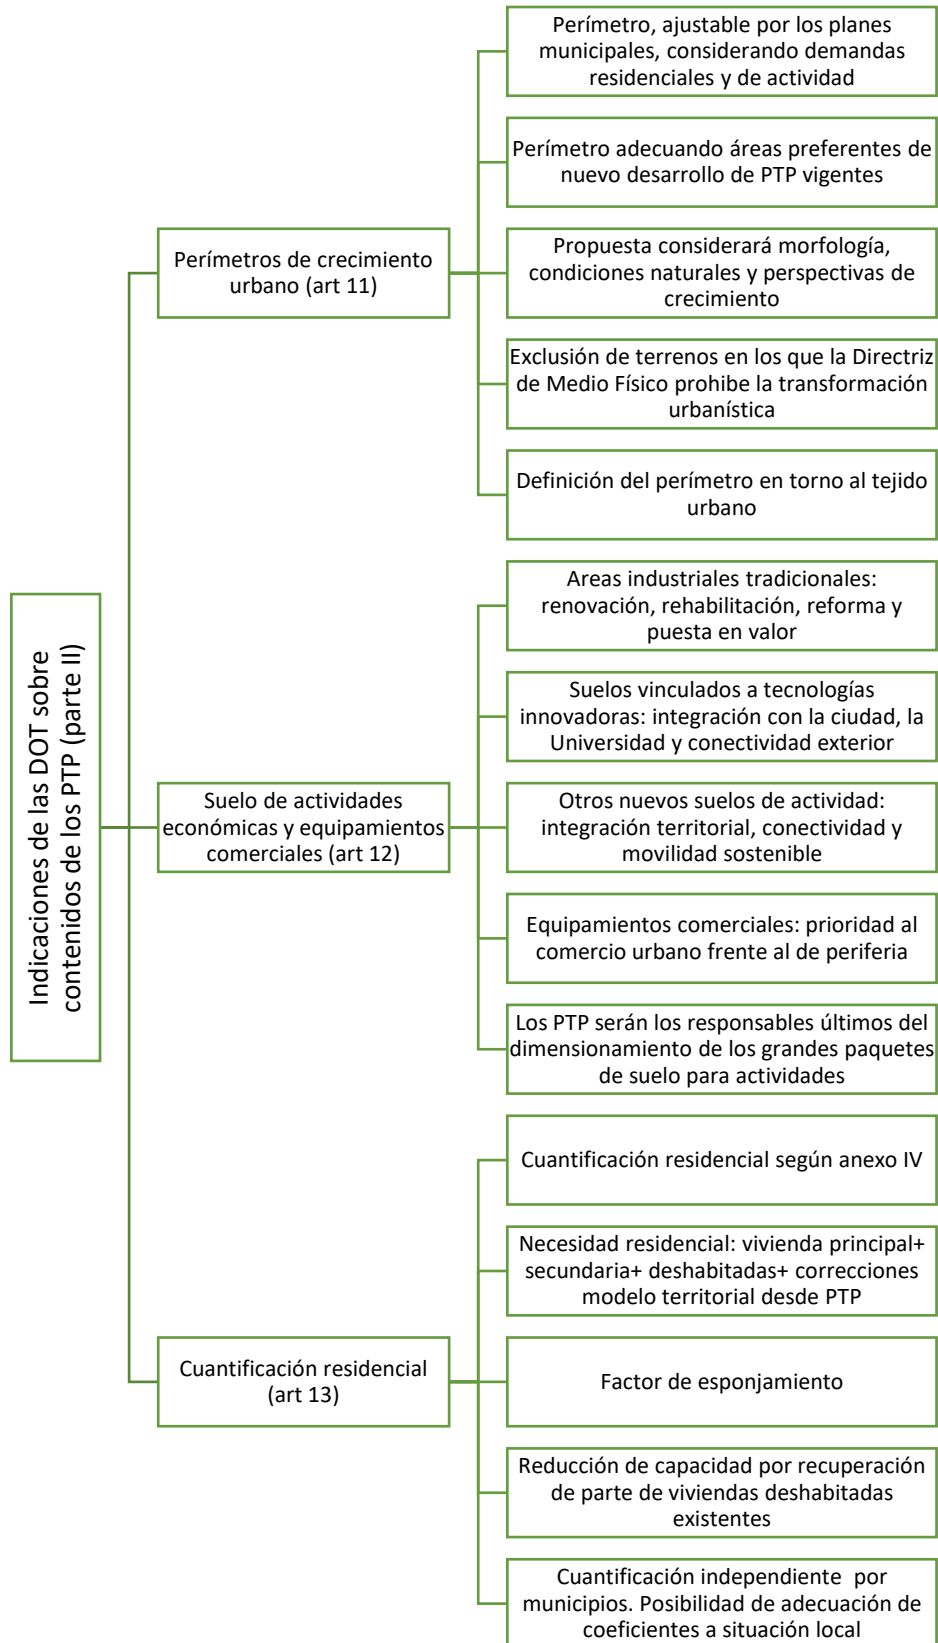 Indicaciones de las DOT sobre
contenidos de los PTP (parte II)
Perímetros de crecimiento
urbano (art 11)
Perímetro, ajustable por los planes
municipales, considerando demandas
residenciales y de actividad
Perímetro adecuando áreas preferentes de
nuevo desarrollo de PTP vigentes
Propuesta considerará morfología,
condiciones naturales y perspectivas de
crecimiento
Exclusión de terrenos en los que la Directriz
de Medio Físico prohibe la transformación
urbanística
Definición del perímetro en torno al tejido
urbano
Suelo de actividades
económicas y equipamientos
comerciales (art 12)
Areas industriales tradicionales:
renovación, rehabilitación, reforma y
puesta en valor
Suelos vinculados a tecnologías
innovadoras: integración con la ciudad, la
Universidad y conectividad exterior
Otros nuevos suelos de actividad:
integración territorial, conectividad y
movilidad sostenible
Equipamientos comerciales: prioridad al
comercio urbano frente al de periferia
Los PTP serán los responsables últimos del
dimensionamiento de los grandes paquetes
de suelo para actividades
Cuantificación residencial
(art 13)
Cuantificación residencial según anexo IV
Necesidad residencial: vivienda principal+
secundaria+ deshabitadas+ correcciones
modelo territorial desde PTP
Factor de esponjamiento
Reducción de capacidad por recuperación
de parte de viviendas deshabitadas
existentes
Cuantificación independiente por
municipios. Posibilidad de adecuación de
coeficientes a situación local